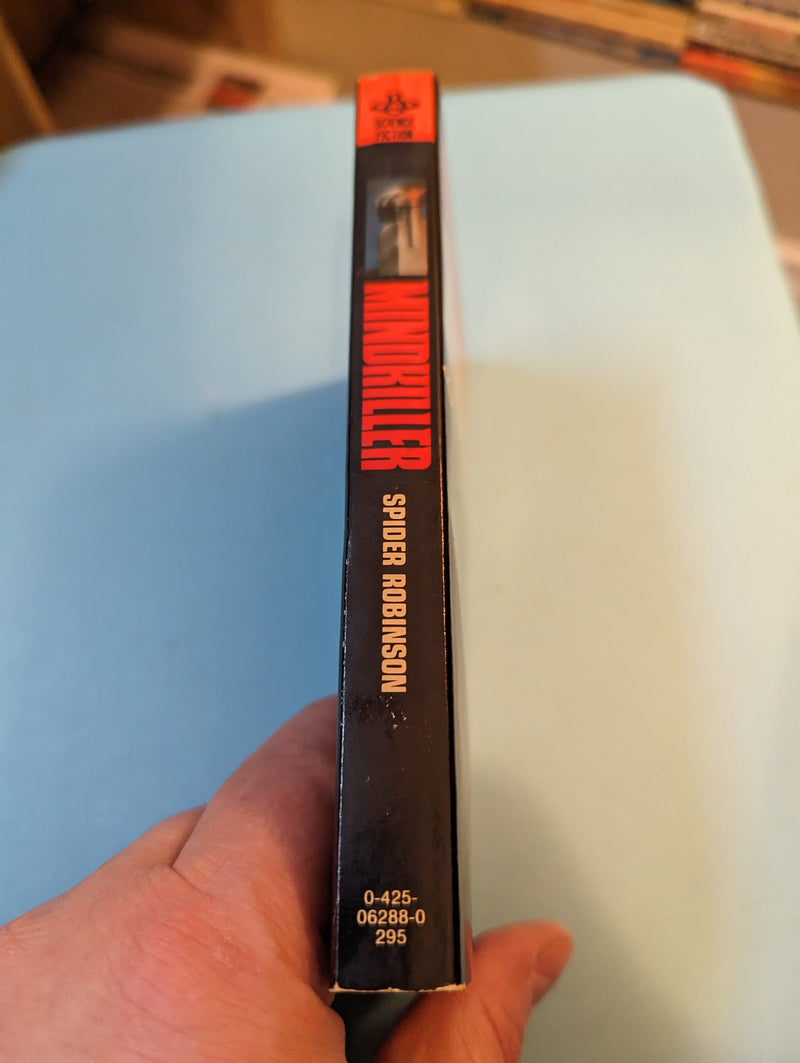 SCIENCE
FICTION
MINDKILLER
SPIDER ROBINSON
0-425-
06288-0
295